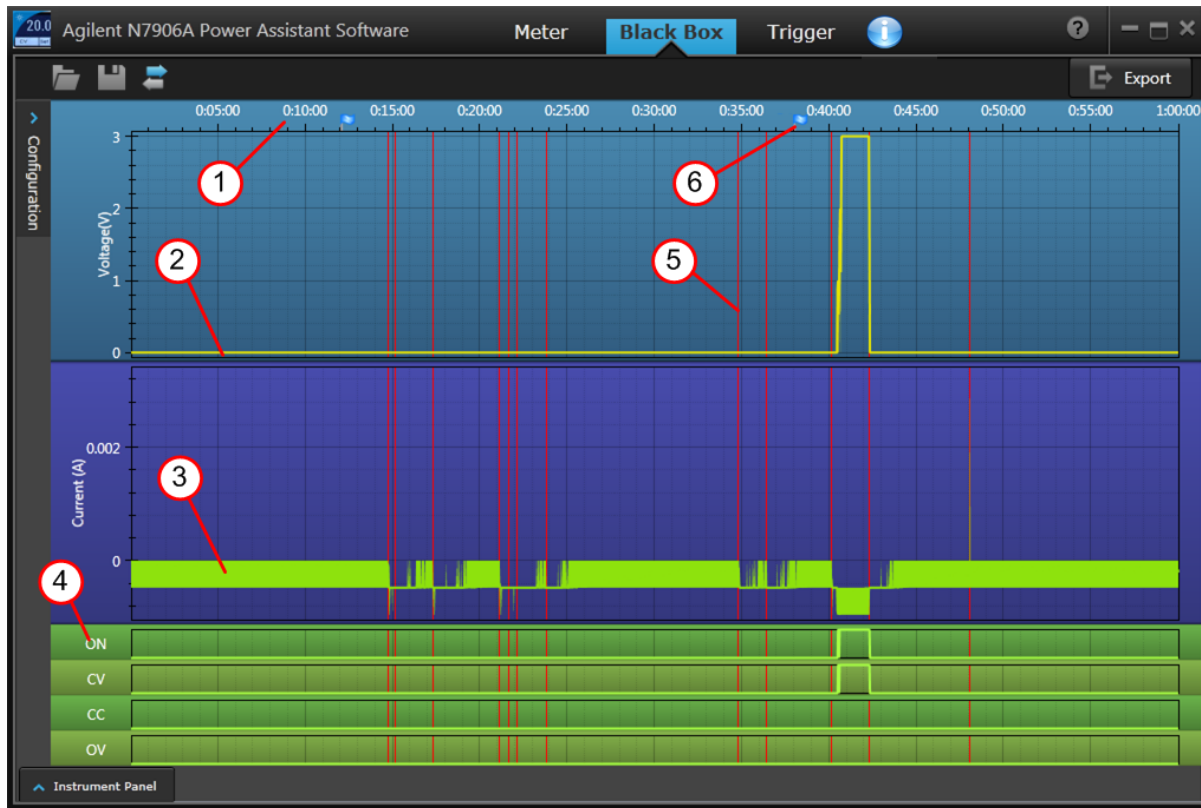 20.0
Agilent N7906A Power Assistant Software
Meter
Black Box
Trigger
i
?
Export
Configuration
0:05:00 0:10:00 0:15:00 0:20:00 0:25:00 0:30:00 0:35:00 0:40:00 0:45:00 0:50:00 0:55:00 1:00:00
Voltage(V)
3
2
1
0
1
6
2
5
Current (A)
0.002
0
3
4
ON
CV
CC
OV
Instrument Panel